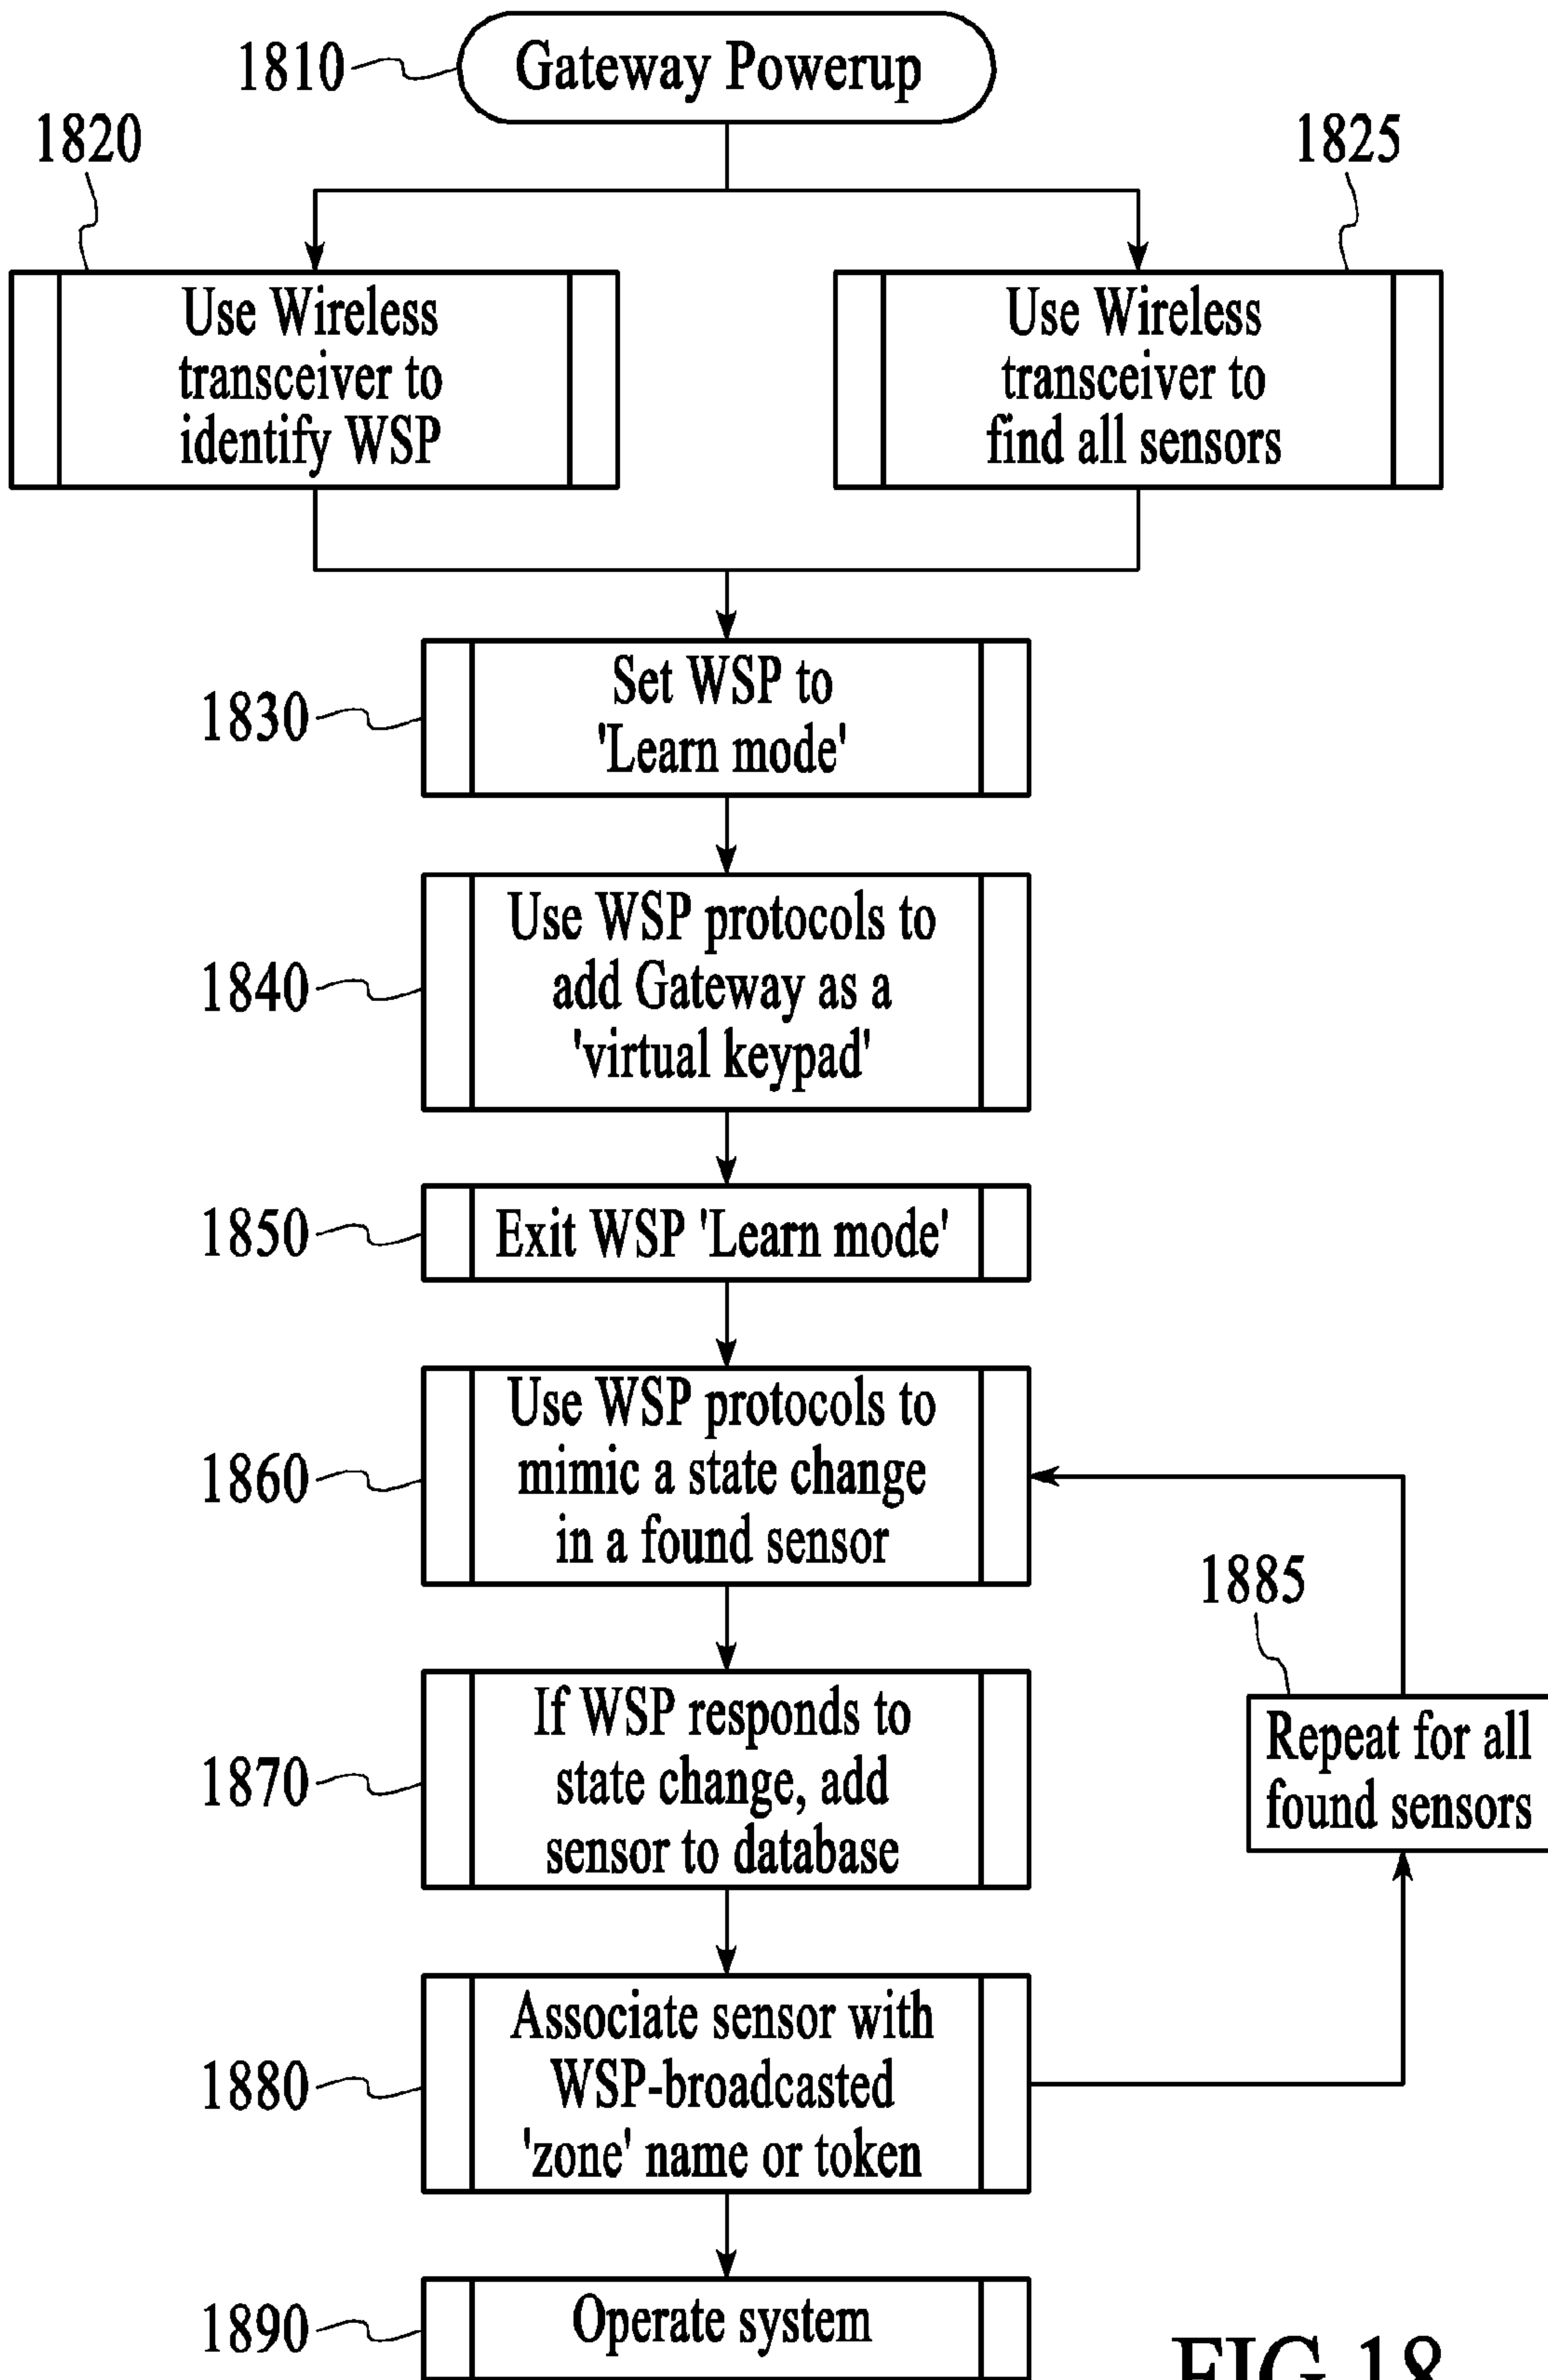 1810
Gateway Powerup
1820
1825
Use Wireless
transceiver to
identify WSP
Use Wireless
transceiver to
find all sensors
1830
Set WSP to
'Learn mode'
1840
Use WSP protocols to
add Gateway as a
'virtual keypad'
1850
Exit WSP 'Learn mode'
1860
Use WSP protocols to
mimic a state change
in a found sensor
1885
Repeat for all
found sensors
1870
If WSP responds to
state change, add
sensor to database
1880
Associate sensor with
WSP-broadcasted
'zone' name or token
1890
Operate system
FIG.18